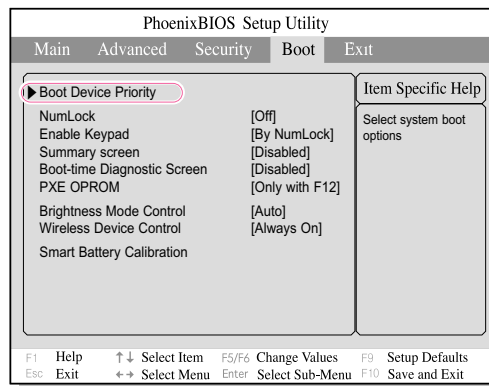 PhoenixBIOS Setup Utility
Main Advanced Security Boot Exit
Boot Device Priority
NumLock [Off]
Enable Keypad [By NumLock]
Summary screen [Disabled]
Boot-time Diagnostic Screen [Disabled]
PXE OPROM [Only with F12]
Brightness Mode Control [Auto]
Wireless Device Control [Always On]
Smart Battery Calibration
Item Specific Help
Select system boot
options
F1 Help ↑↓ Select Item F5/F6 Change Values F9 Setup Defaults
Esc Exit ←→ Select Menu Enter Select Sub-Menu F10 Save and Exit